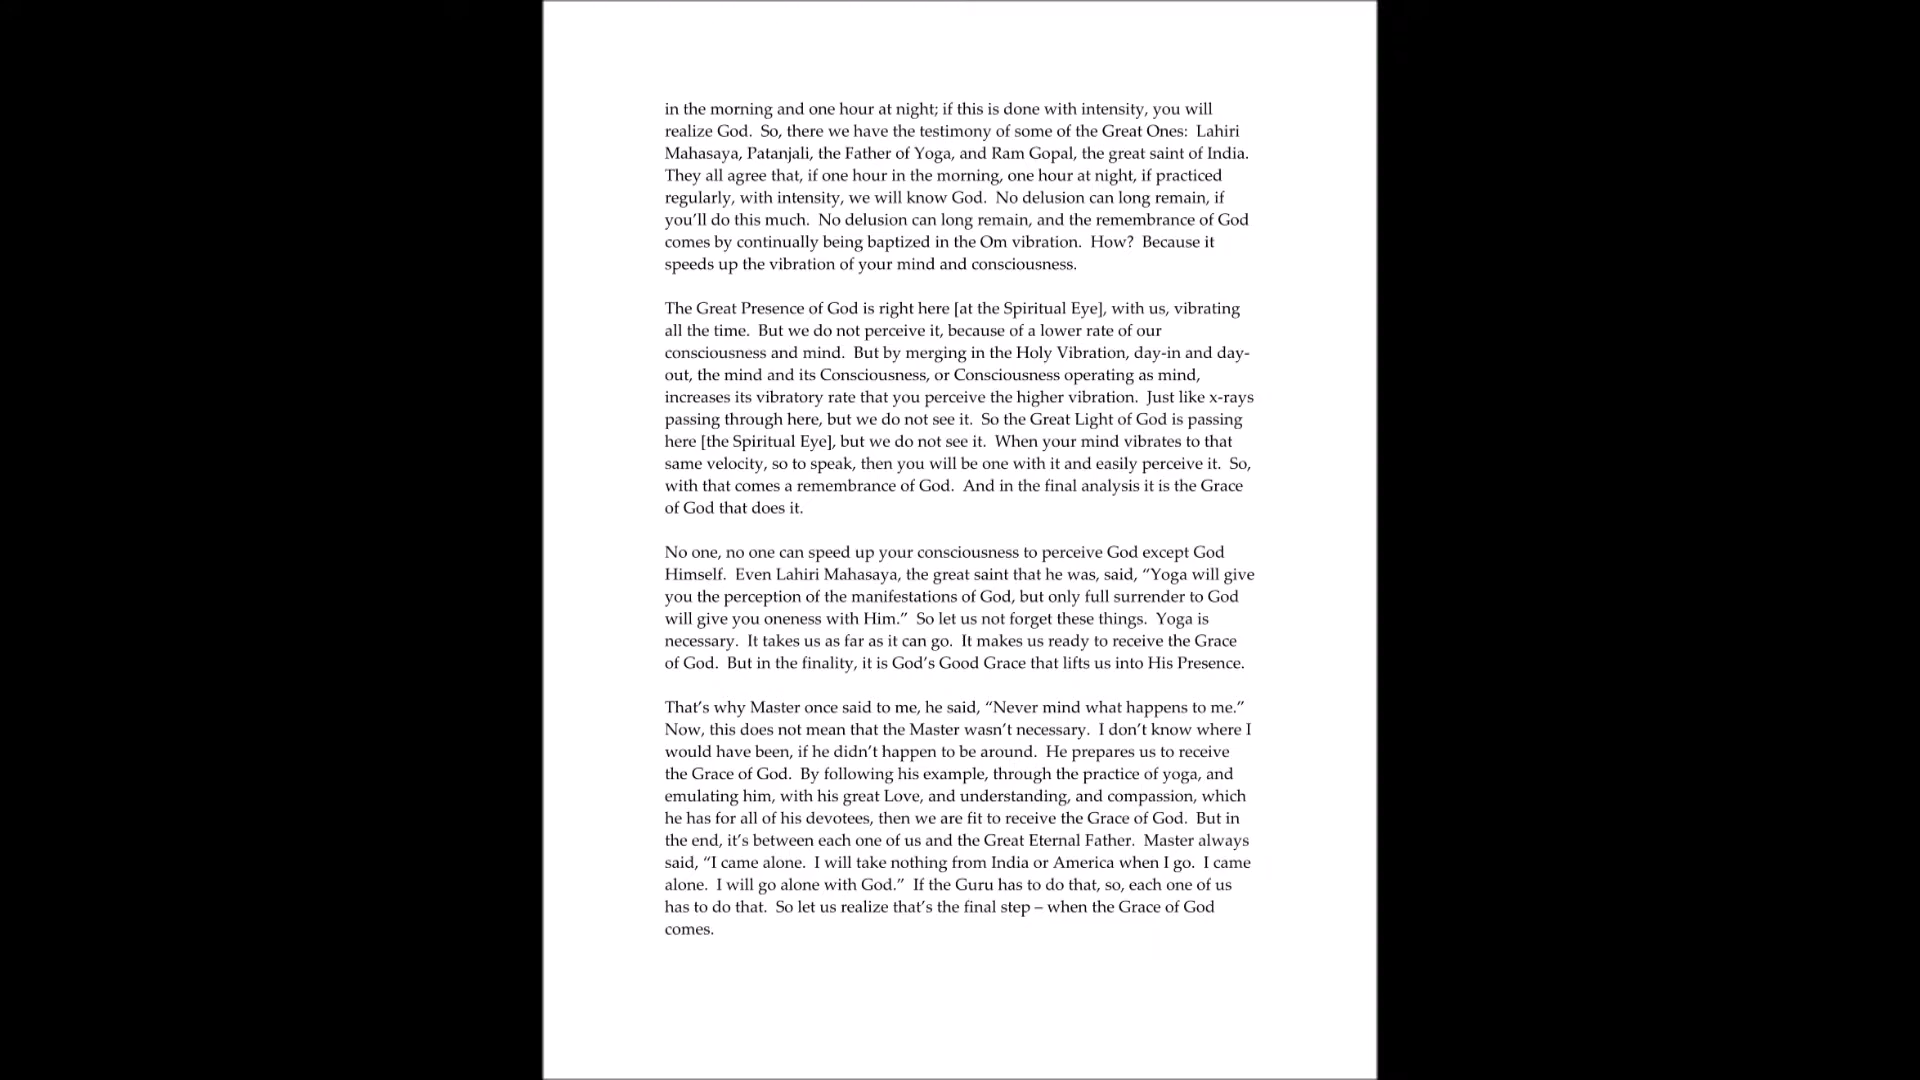 in the morning and one hour at night; if this is done with intensity, you will
realize God.  So, there we have the testimony of some of the Great Ones:  Lahiri
Mahasaya, Patanjali, the Father of Yoga, and Ram Gopal, the great saint of India.
They all agree that, if one hour in the morning, one hour at night, if practiced
regularly, with intensity, we will know God.  No delusion can long remain, if
you’ll do this much.  No delusion can long remain, and the remembrance of God
comes by continually being baptized in the Om vibration.  How?  Because it
speeds up the vibration of your mind and consciousness.

The Great Presence of God is right here [at the Spiritual Eye], with us, vibrating
all the time.  But we do not perceive it, because of a lower rate of our
consciousness and mind.  But by merging in the Holy Vibration, day-in and day-
out, the mind and its Consciousness, or Consciousness operating as mind,
increases its vibratory rate that you perceive the higher vibration.  Just like x-rays
passing through here, but we do not see it.  So the Great Light of God is passing
here [the Spiritual Eye], but we do not see it.  When your mind vibrates to that
same velocity, so to speak, then you will be one with it and easily perceive it.  So,
with that comes a remembrance of God.  And in the final analysis it is the Grace
of God that does it.

No one, no one can speed up your consciousness to perceive God except God
Himself.  Even Lahiri Mahasaya, the great saint that he was, said, “Yoga will give
you the perception of the manifestations of God, but only full surrender to God
will give you oneness with Him.”  So let us not forget these things.  Yoga is
necessary.  It takes us as far as it can go.  It makes us ready to receive the Grace
of God.  But in the finality, it is God’s Good Grace that lifts us into His Presence.

That’s why Master once said to me, he said, “Never mind what happens to me.”
Now, this does not mean that the Master wasn’t necessary.  I don’t know where I
would have been, if he didn’t happen to be around.  He prepares us to receive
the Grace of God.  By following his example, through the practice of yoga, and
emulating him, with his great Love, and understanding, and compassion, which
he has for all of his devotees, then we are fit to receive the Grace of God.  But in
the end, it’s between each one of us and the Great Eternal Father.  Master always
said, “I came alone.  I will take nothing from India or America when I go.  I came
alone.  I will go alone with God.”  If the Guru has to do that, so, each one of us
has to do that.  So let us realize that’s the final step – when the Grace of God
comes.